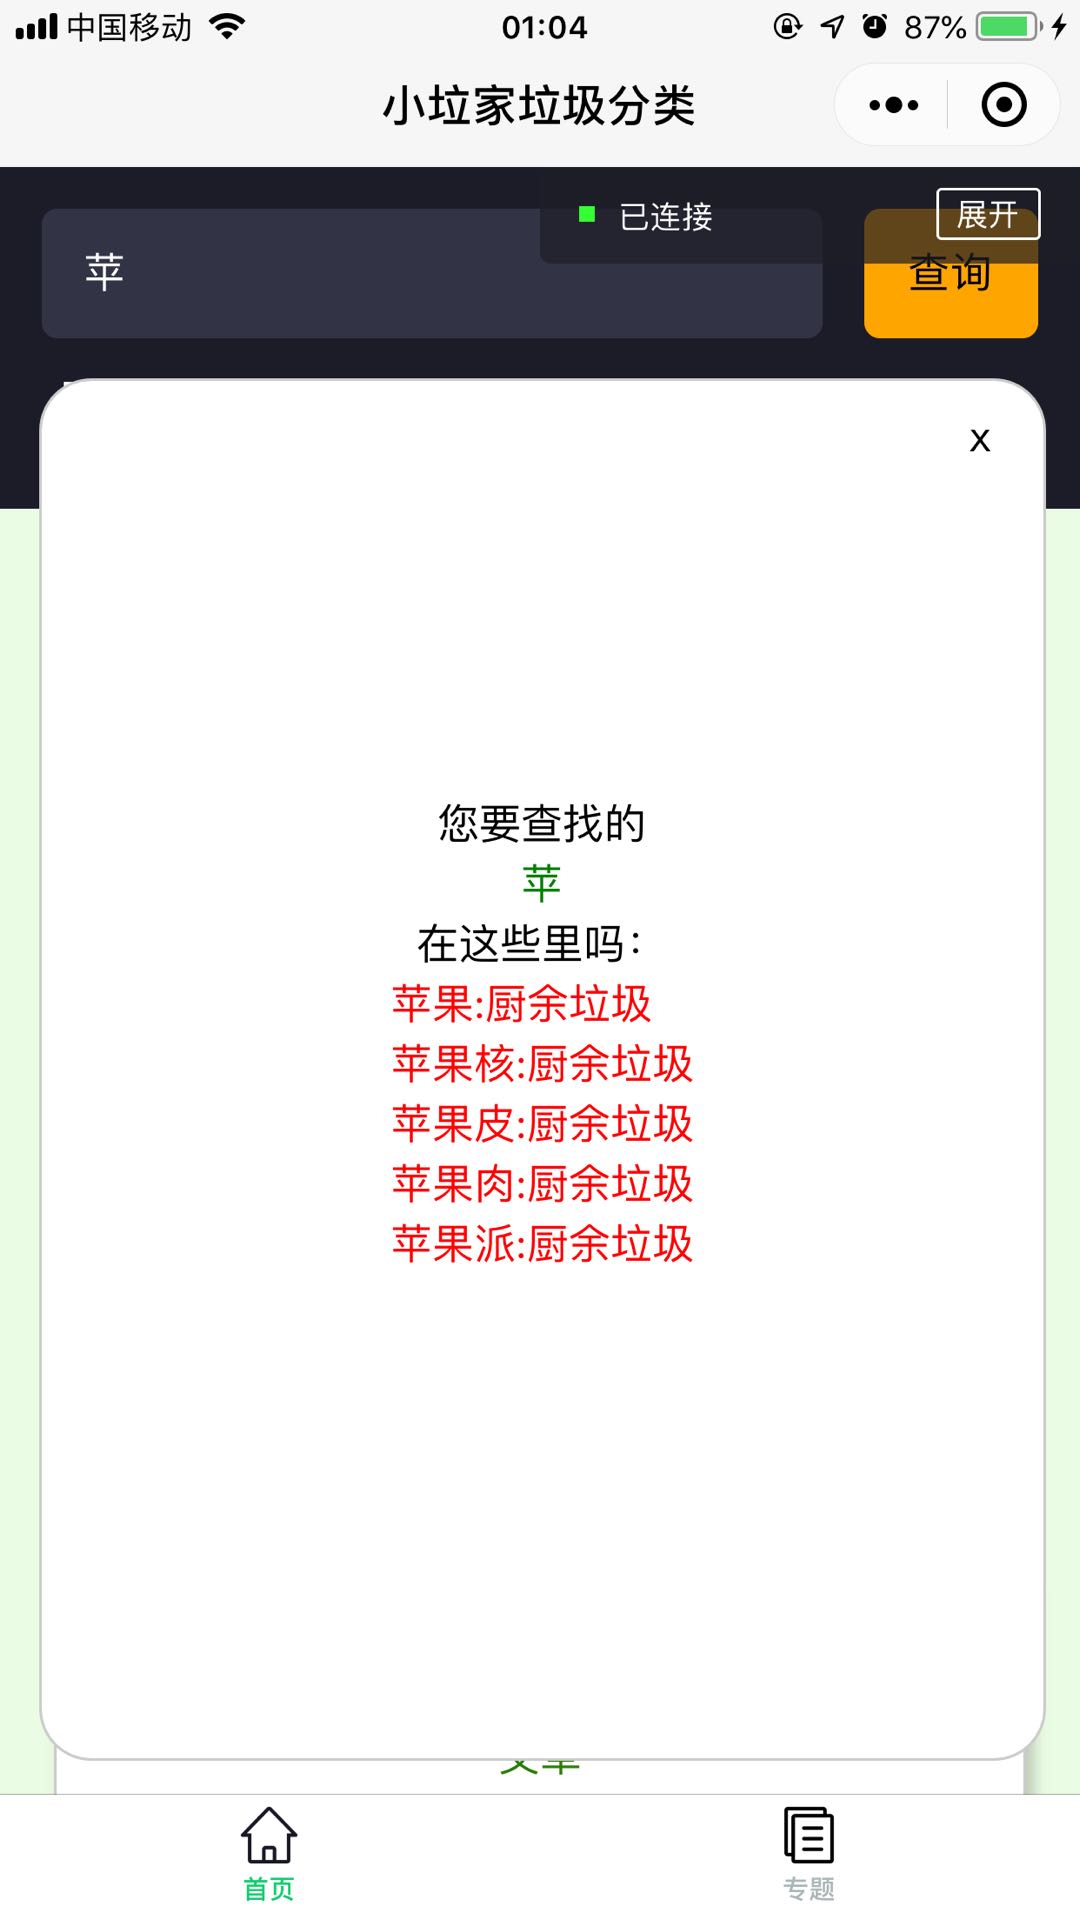 中国移动 01:04 87%
小垃家垃圾分类
已连接 展开
苹 查询
x
您要查找的
苹
在这些里吗：
苹果:厨余垃圾
苹果核:厨余垃圾
苹果皮:厨余垃圾
苹果肉:厨余垃圾
苹果派:厨余垃圾
首页 专题